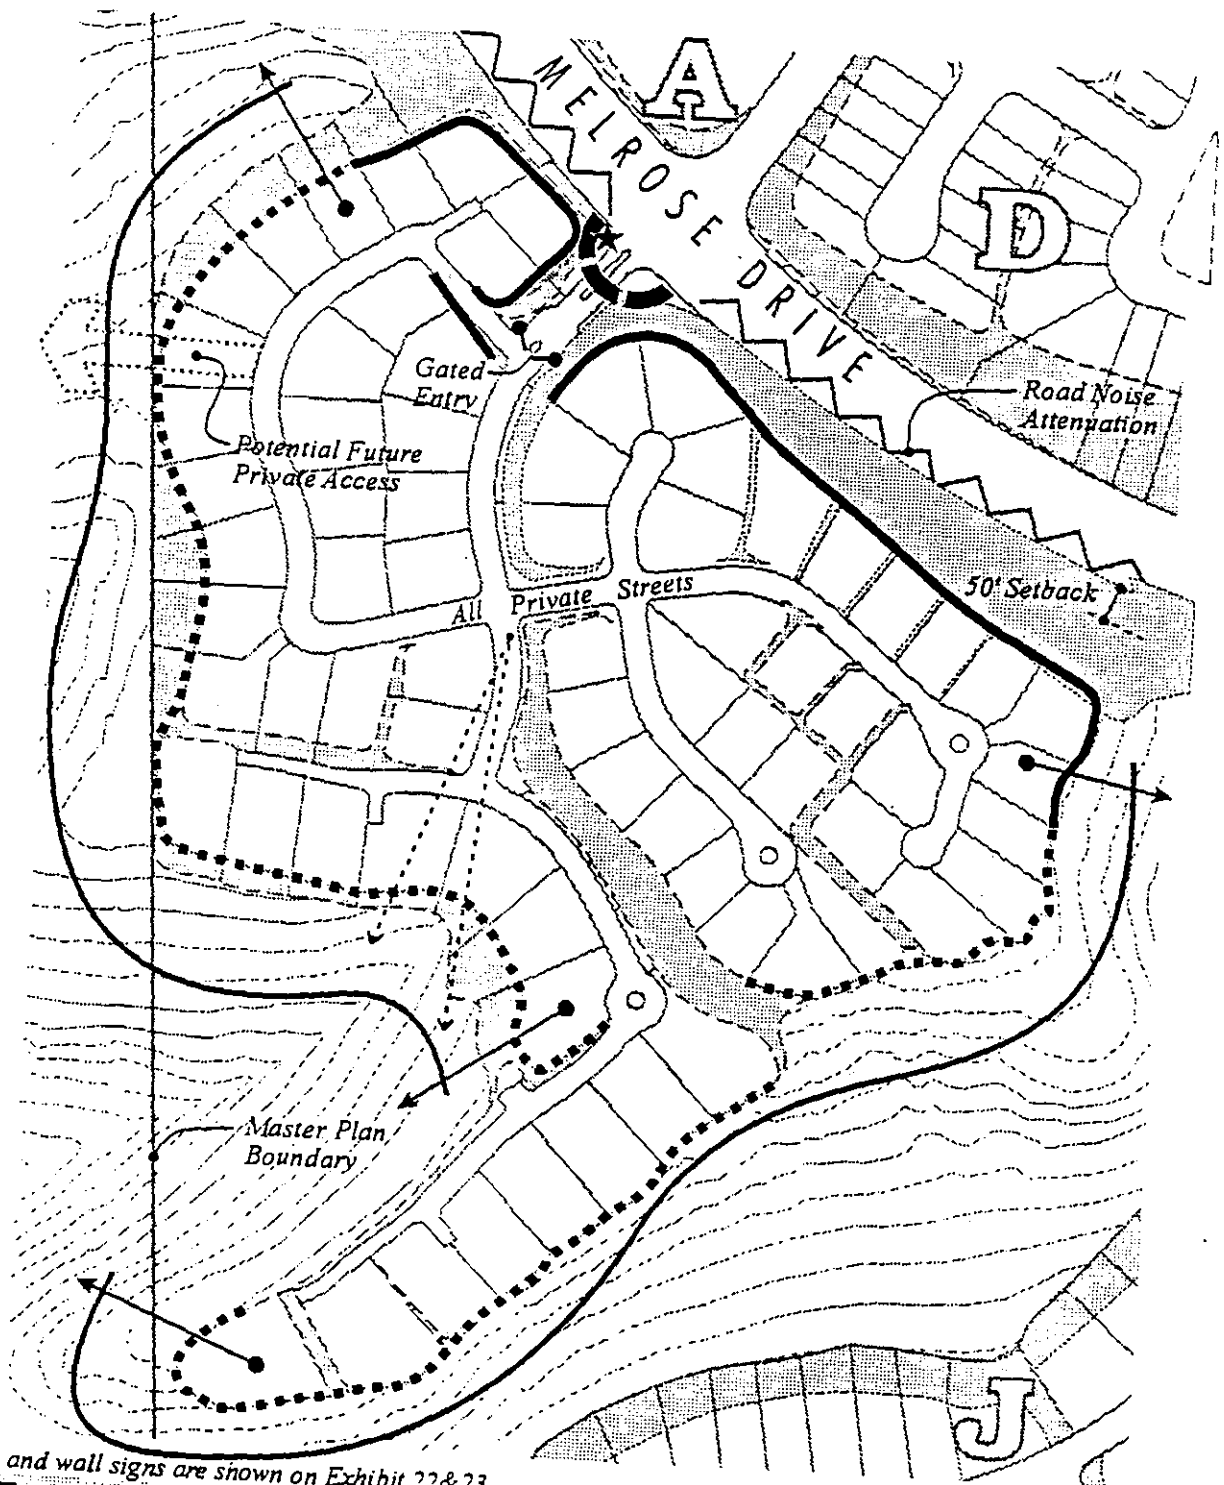 A
MELROSE DRIVE
D
Gated
Entry
Road Noise
Attenuation
Potential Future
Private Access
50' Setback
All Private Streets
Master Plan
Boundary
J
and wall signs are shown on Exhibit 22&23